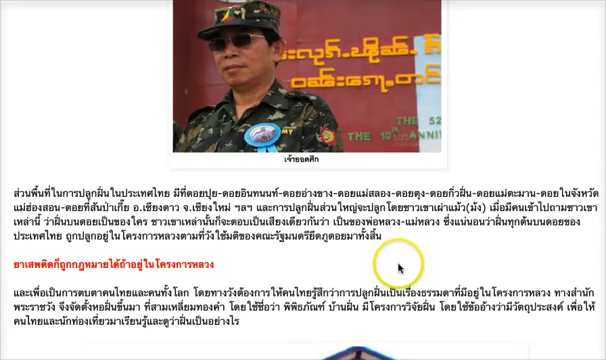 THE 52
THE 10
ANNI
เจ้ายอดศึก
ส่วนพื้นที่ในการปลูกฝิ่นในประเทศไทย มีที่ดอยปุย-ดอยอินทนนท์-ดอยอ่างขาง-ดอยแม่สลอง-ดอยตุง-ดอยกิ่วฝิ่น-ดอยแม่ตะมาน-ดอยในจังหวัด
แม่ฮ่องสอน-ดอยที่สันป่าเกี๊ยะ อ.เชียงดาว จ.เชียงใหม่ ฯลฯ และการปลูกฝิ่นส่วนใหญ่จะปลูก โดยชาวเขาเผ่าแม้ว(ม้ง) เมื่อมีคนเข้าไปถามชาวเขา
เหล่านี้ ว่าฝิ่นบนดอยเป็นของใคร ชาวเขาเหล่านั้นก็จะตอบเป็นเสียงเดียวกันว่า เป็นของพ่อหลวง-แม่หลวง ซึ่งแน่นอนว่าฝิ่นทุกต้นบนดอยของ
ประเทศไทย ถูกปลูกอยู่ในโครงการหลวงตามที่วังใช้มติของคณะรัฐมนตรียึดภูดอยมาทั้งสิ้น
ยาเสพติดก็ถูกกฎหมายได้ถ้าอยู่ในโครงการหลวง
และเพื่อเป็นการตบตาคนไทยและคนทั้งโลก โดยทางวังต้องการให้คนไทยรู้สึกว่าการปลูกฝิ่นเป็นเรื่องธรรมดาที่มีอยู่ในโครงการหลวง ทางสำนัก
พระราชวัง จึงจัดตั้งหอฝิ่นขึ้นมา ที่สามเหลี่ยมทองคำ โดยใช้ชื่อว่า พิพิธภัณฑ์ บ้านฝิ่น มีโครงการวิจัยฝิ่น โดยใช้ข้ออ้างว่ามีวัตถุประสงค์ เพื่อให้
คนไทยและนักท่องเที่ยวมาเรียนรู้และดูว่าฝิ่นเป็นอย่างไร